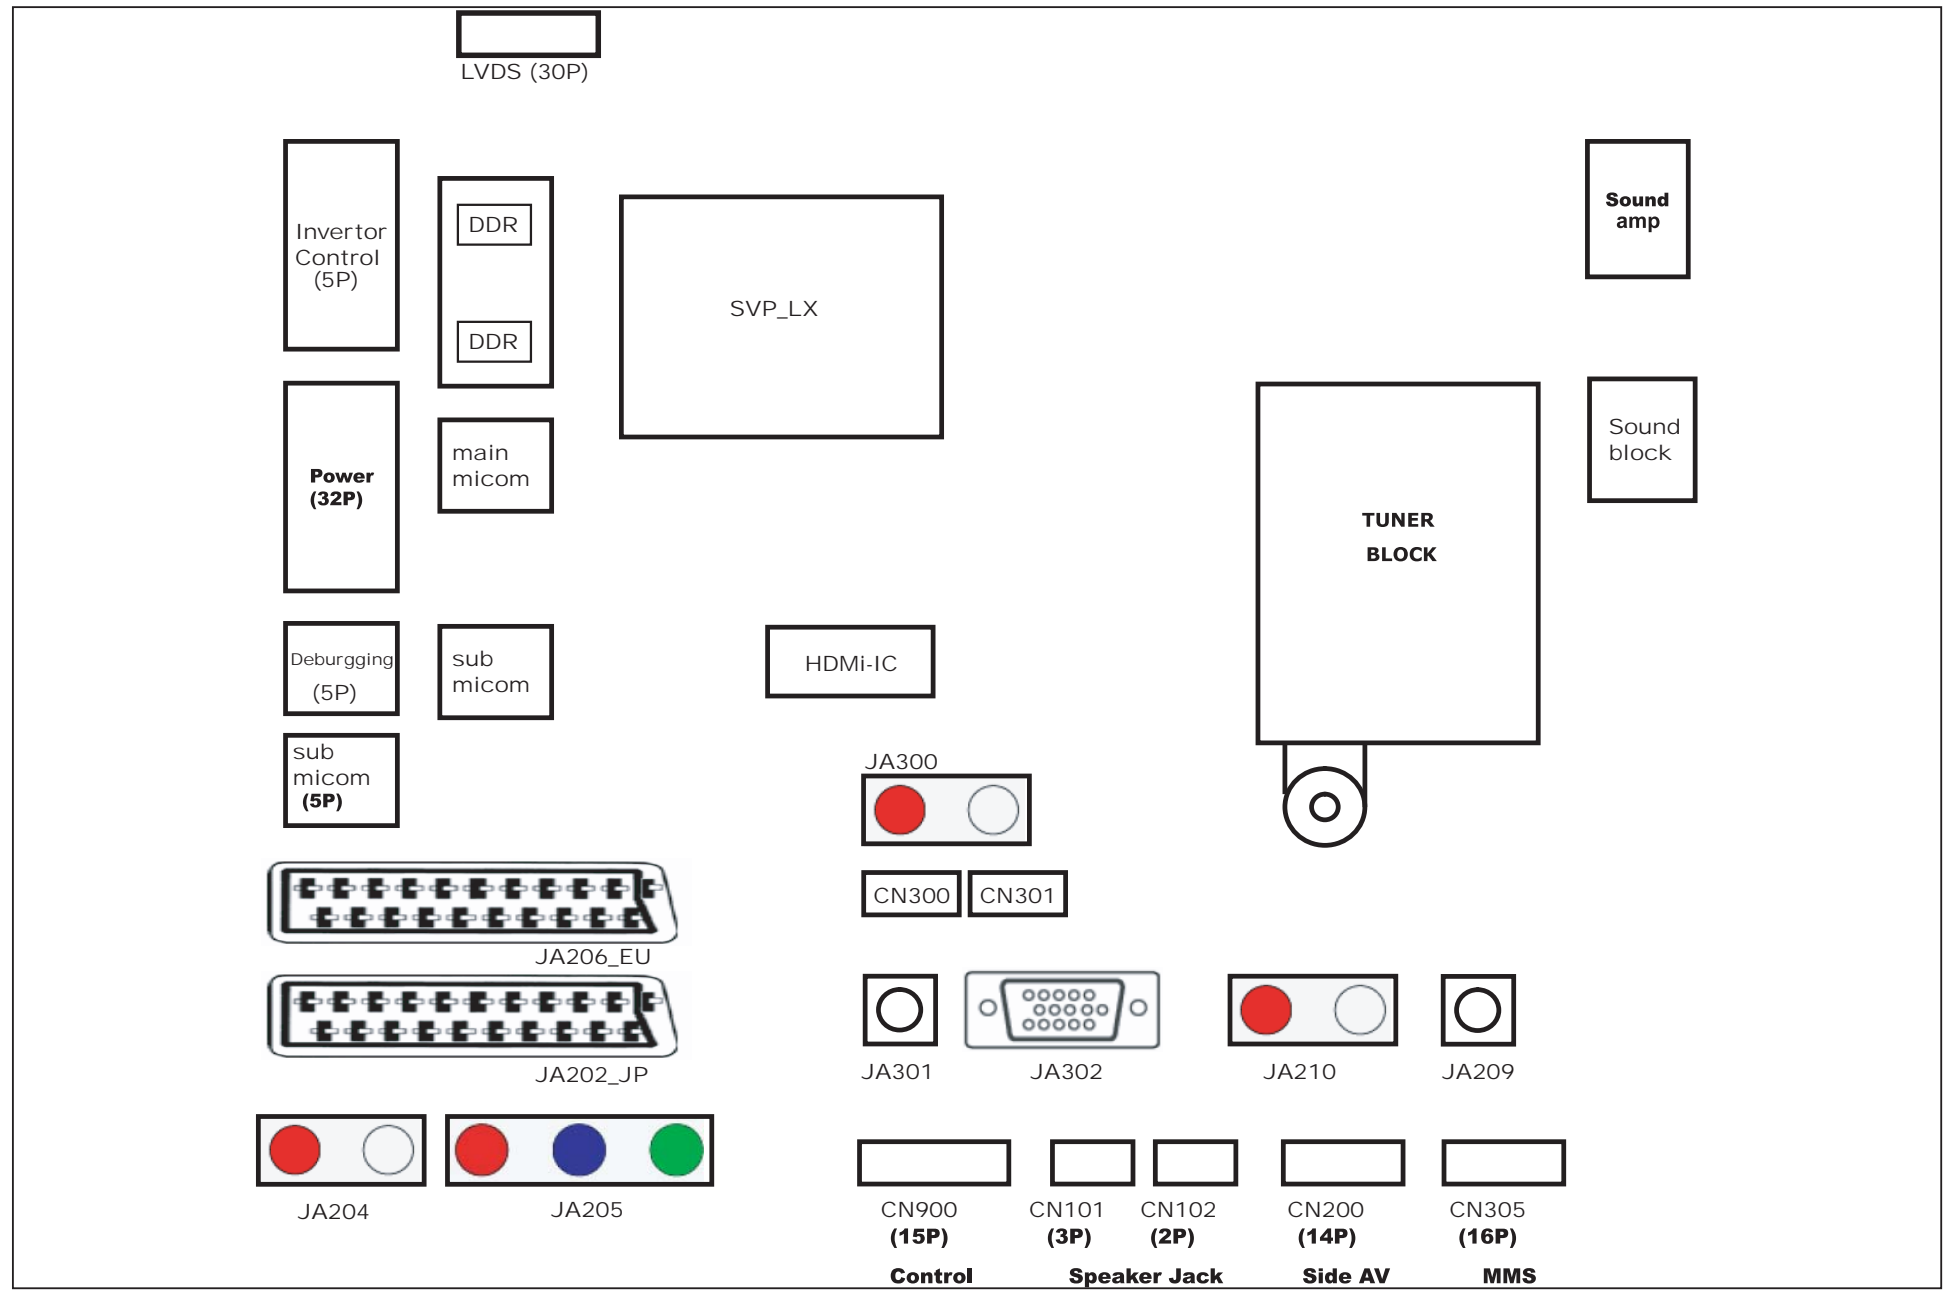 LVDS (30P)
Invertor
Control
(5P)
DDR
DDR
SVP_LX
Sound
amp
Power
(32P)
main
micom
TUNER
BLOCK
Sound
block
Deburgging
(5P)
sub
micom
HDMi-IC
sub
micom
(5P)
JA300
CN300
CN301
JA206_EU
JA202_JP
JA301
JA302
JA210
JA209
JA204
JA205
CN900
(15P)
CN101
(3P)
CN102
(2P)
CN200
(14P)
CN305
(16P)
Control
Speaker Jack
Side AV
MMS